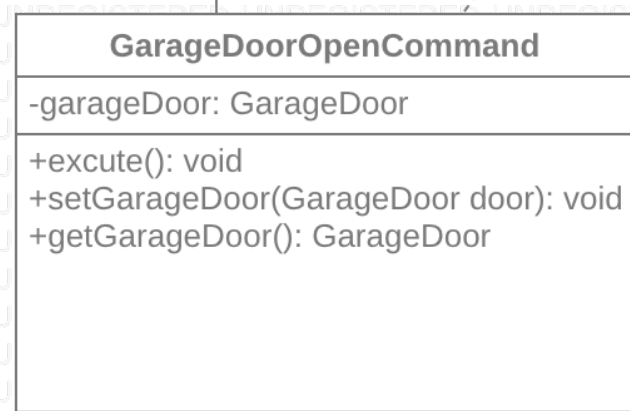 GarageDoorOpenCommand
-garageDoor: GarageDoor
+excute(): void
+setGarageDoor(GarageDoor door): void
+getGarageDoor(): GarageDoor